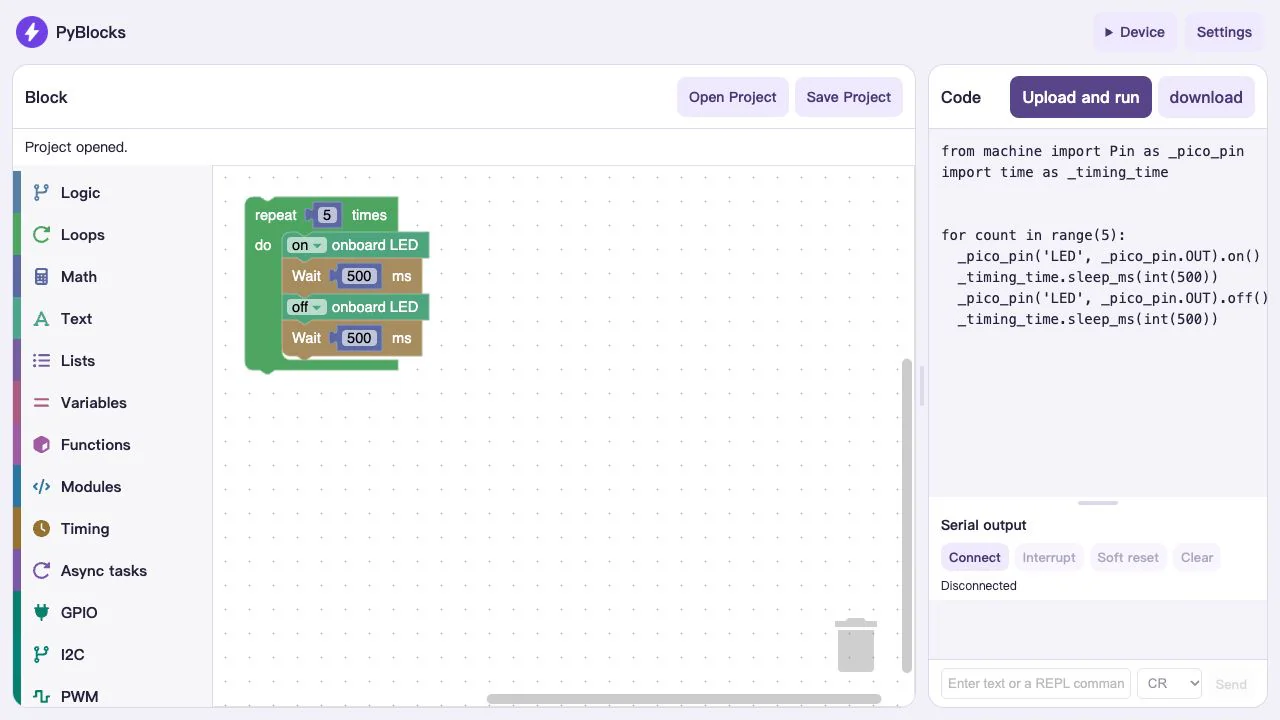 PyBlocks
Device
Settings
Block
Open Project
Save Project
Project opened.
Logic
Loops
Math
Text
Lists
Variables
Functions
Modules
Timing
Async tasks
GPIO
I2C
PWM
repeat 5 times
do on onboard LED
Wait 500 ms
off onboard LED
Wait 500 ms
Code
Upload and run
download
from machine import Pin as _pico_pin
import time as _timing_time
for count in range(5):
  _pico_pin('LED', _pico_pin.OUT).on()
  _timing_time.sleep_ms(int(500))
  _pico_pin('LED', _pico_pin.OUT).off()
  _timing_time.sleep_ms(int(500))
Serial output
Connect
Interrupt
Soft reset
Clear
Disconnected
Enter text or a REPL comman
CR
Send